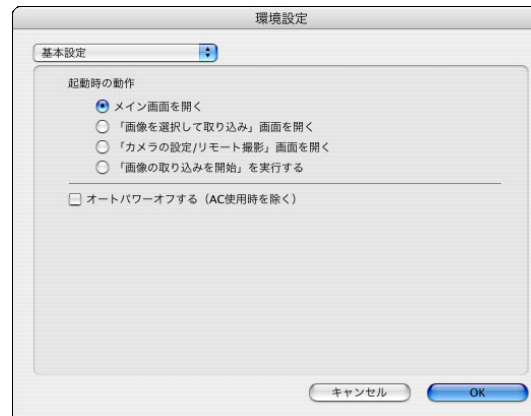 環境設定
基本設定
起動時の動作
メイン画面を開く
「画像を選択して取り込み」画面を開く
「カメラの設定/リモート撮影」画面を開く
「画像の取り込みを開始」を実行する
オートパワーオフする（AC使用時を除く）
キャンセル
OK